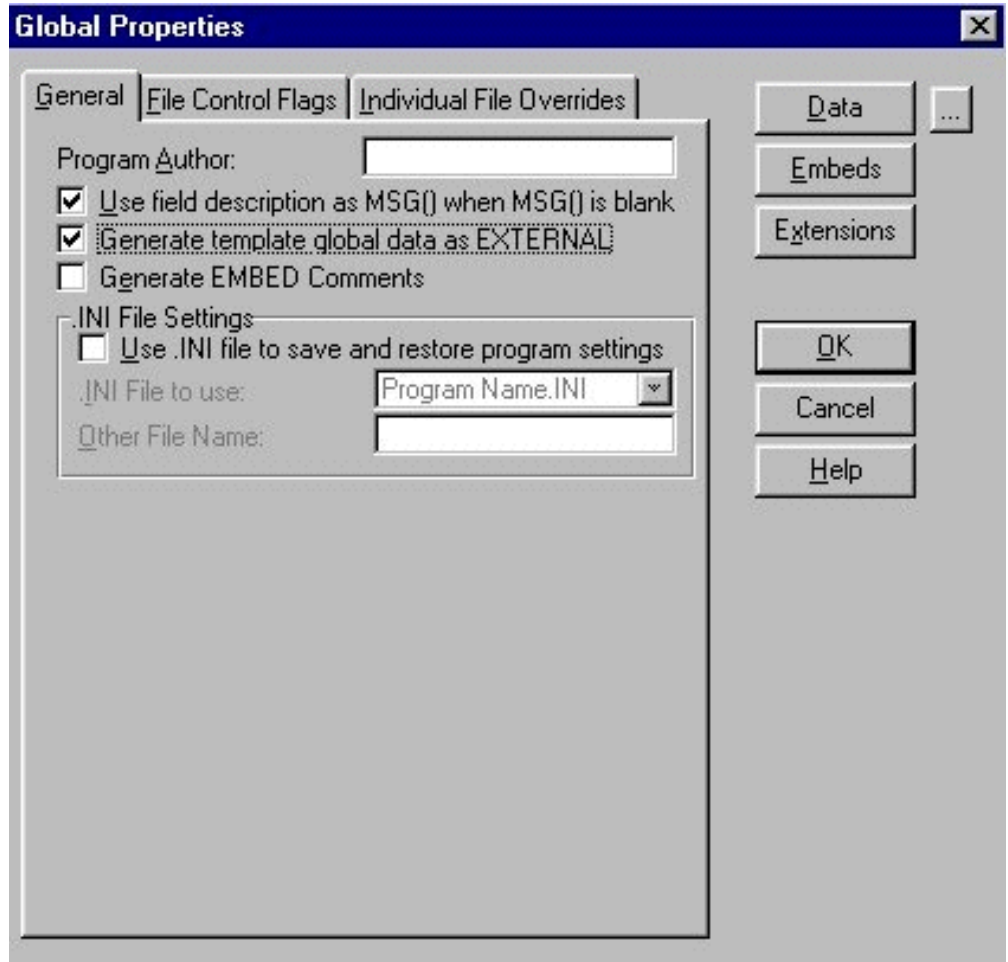 Global Properties
General File Control Flags Individual File Overrides
Program Author:
Use field description as MSG() when MSG() is blank
Generate template global data as EXTERNAL
Generate EMBED Comments
.INI File Settings
Use .INI file to save and restore program settings
.INI File to use: Program Name.INI
Other File Name:
Data ...
Embeds
Extensions
OK
Cancel
Help